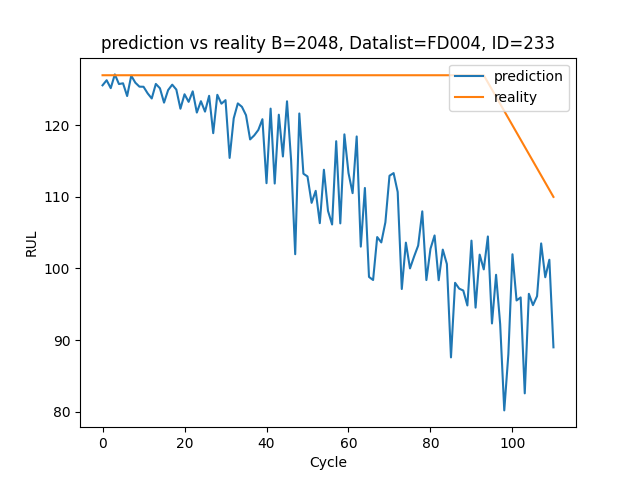 prediction vs reality B=2048, Datalist=FD004, ID=233
prediction
reality
120
110
100
90
80
RUL
0 20 40 60 80 100
Cycle